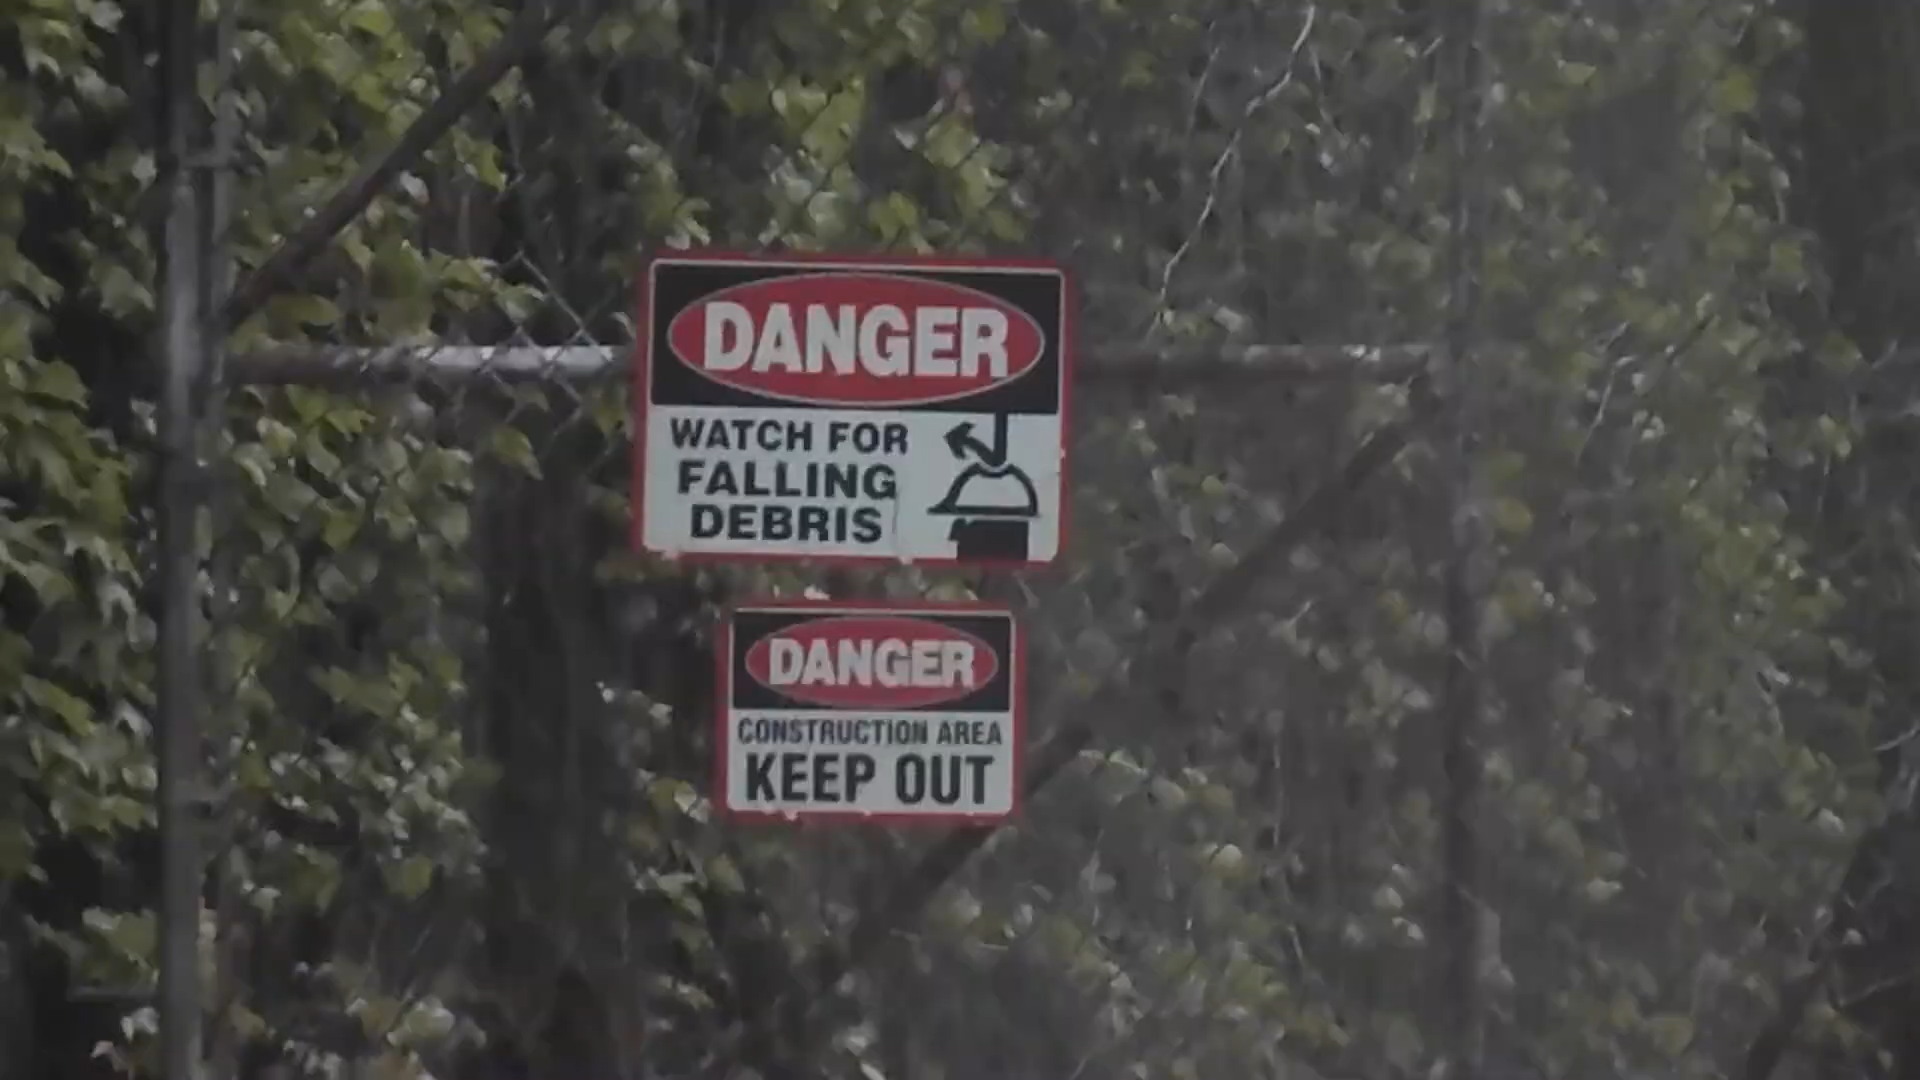 DANGER
WATCH FOR
FALLING
DEBRIS
DANGER
CONSTRUCTION AREA
KEEP OUT